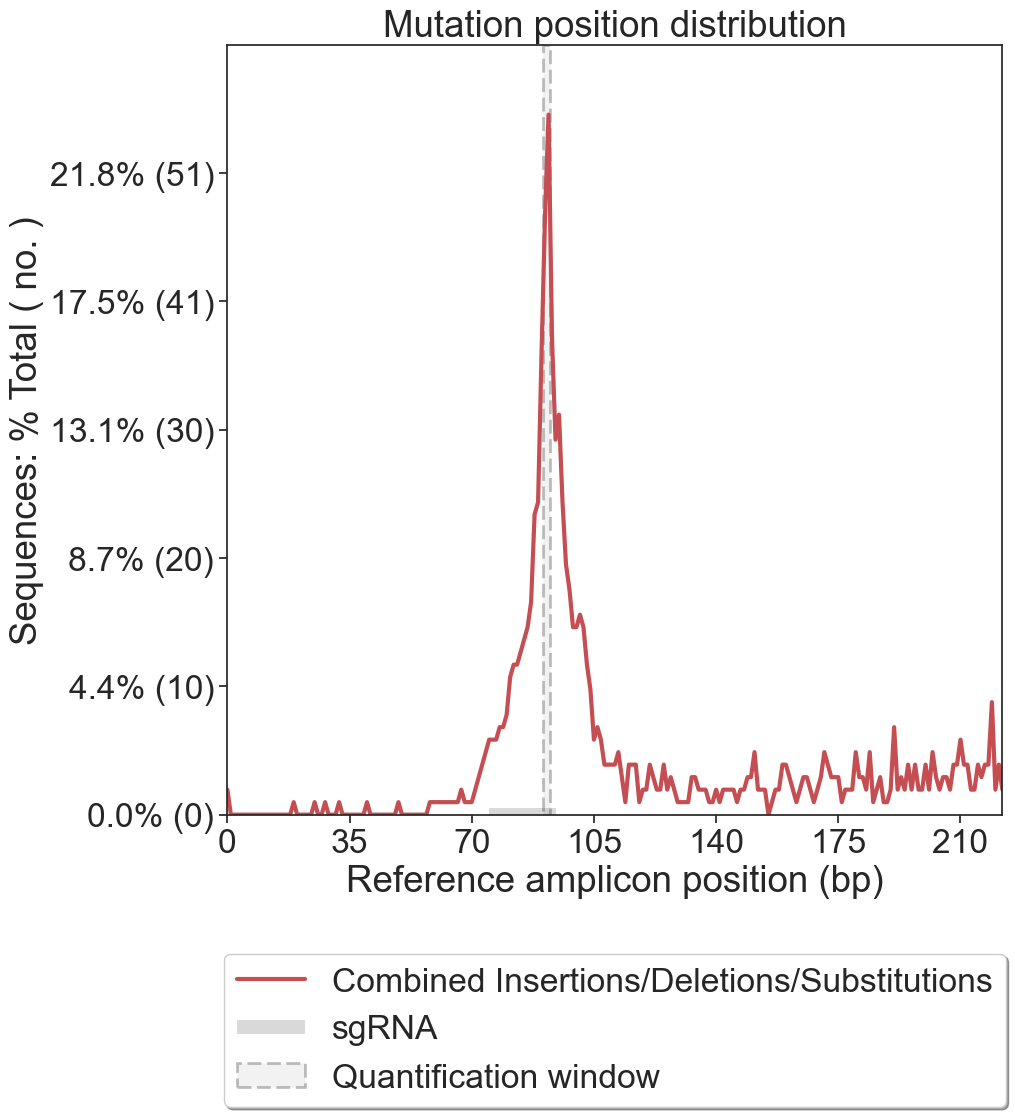 Mutation position distribution
Sequences: % Total ( no. )
21.8% (51)
17.5% (41)
13.1% (30)
8.7% (20)
4.4% (10)
0.0% (0)
0 35 70 105 140 175 210
Reference amplicon position (bp)
Combined Insertions/Deletions/Substitutions
sgRNA
Quantification window